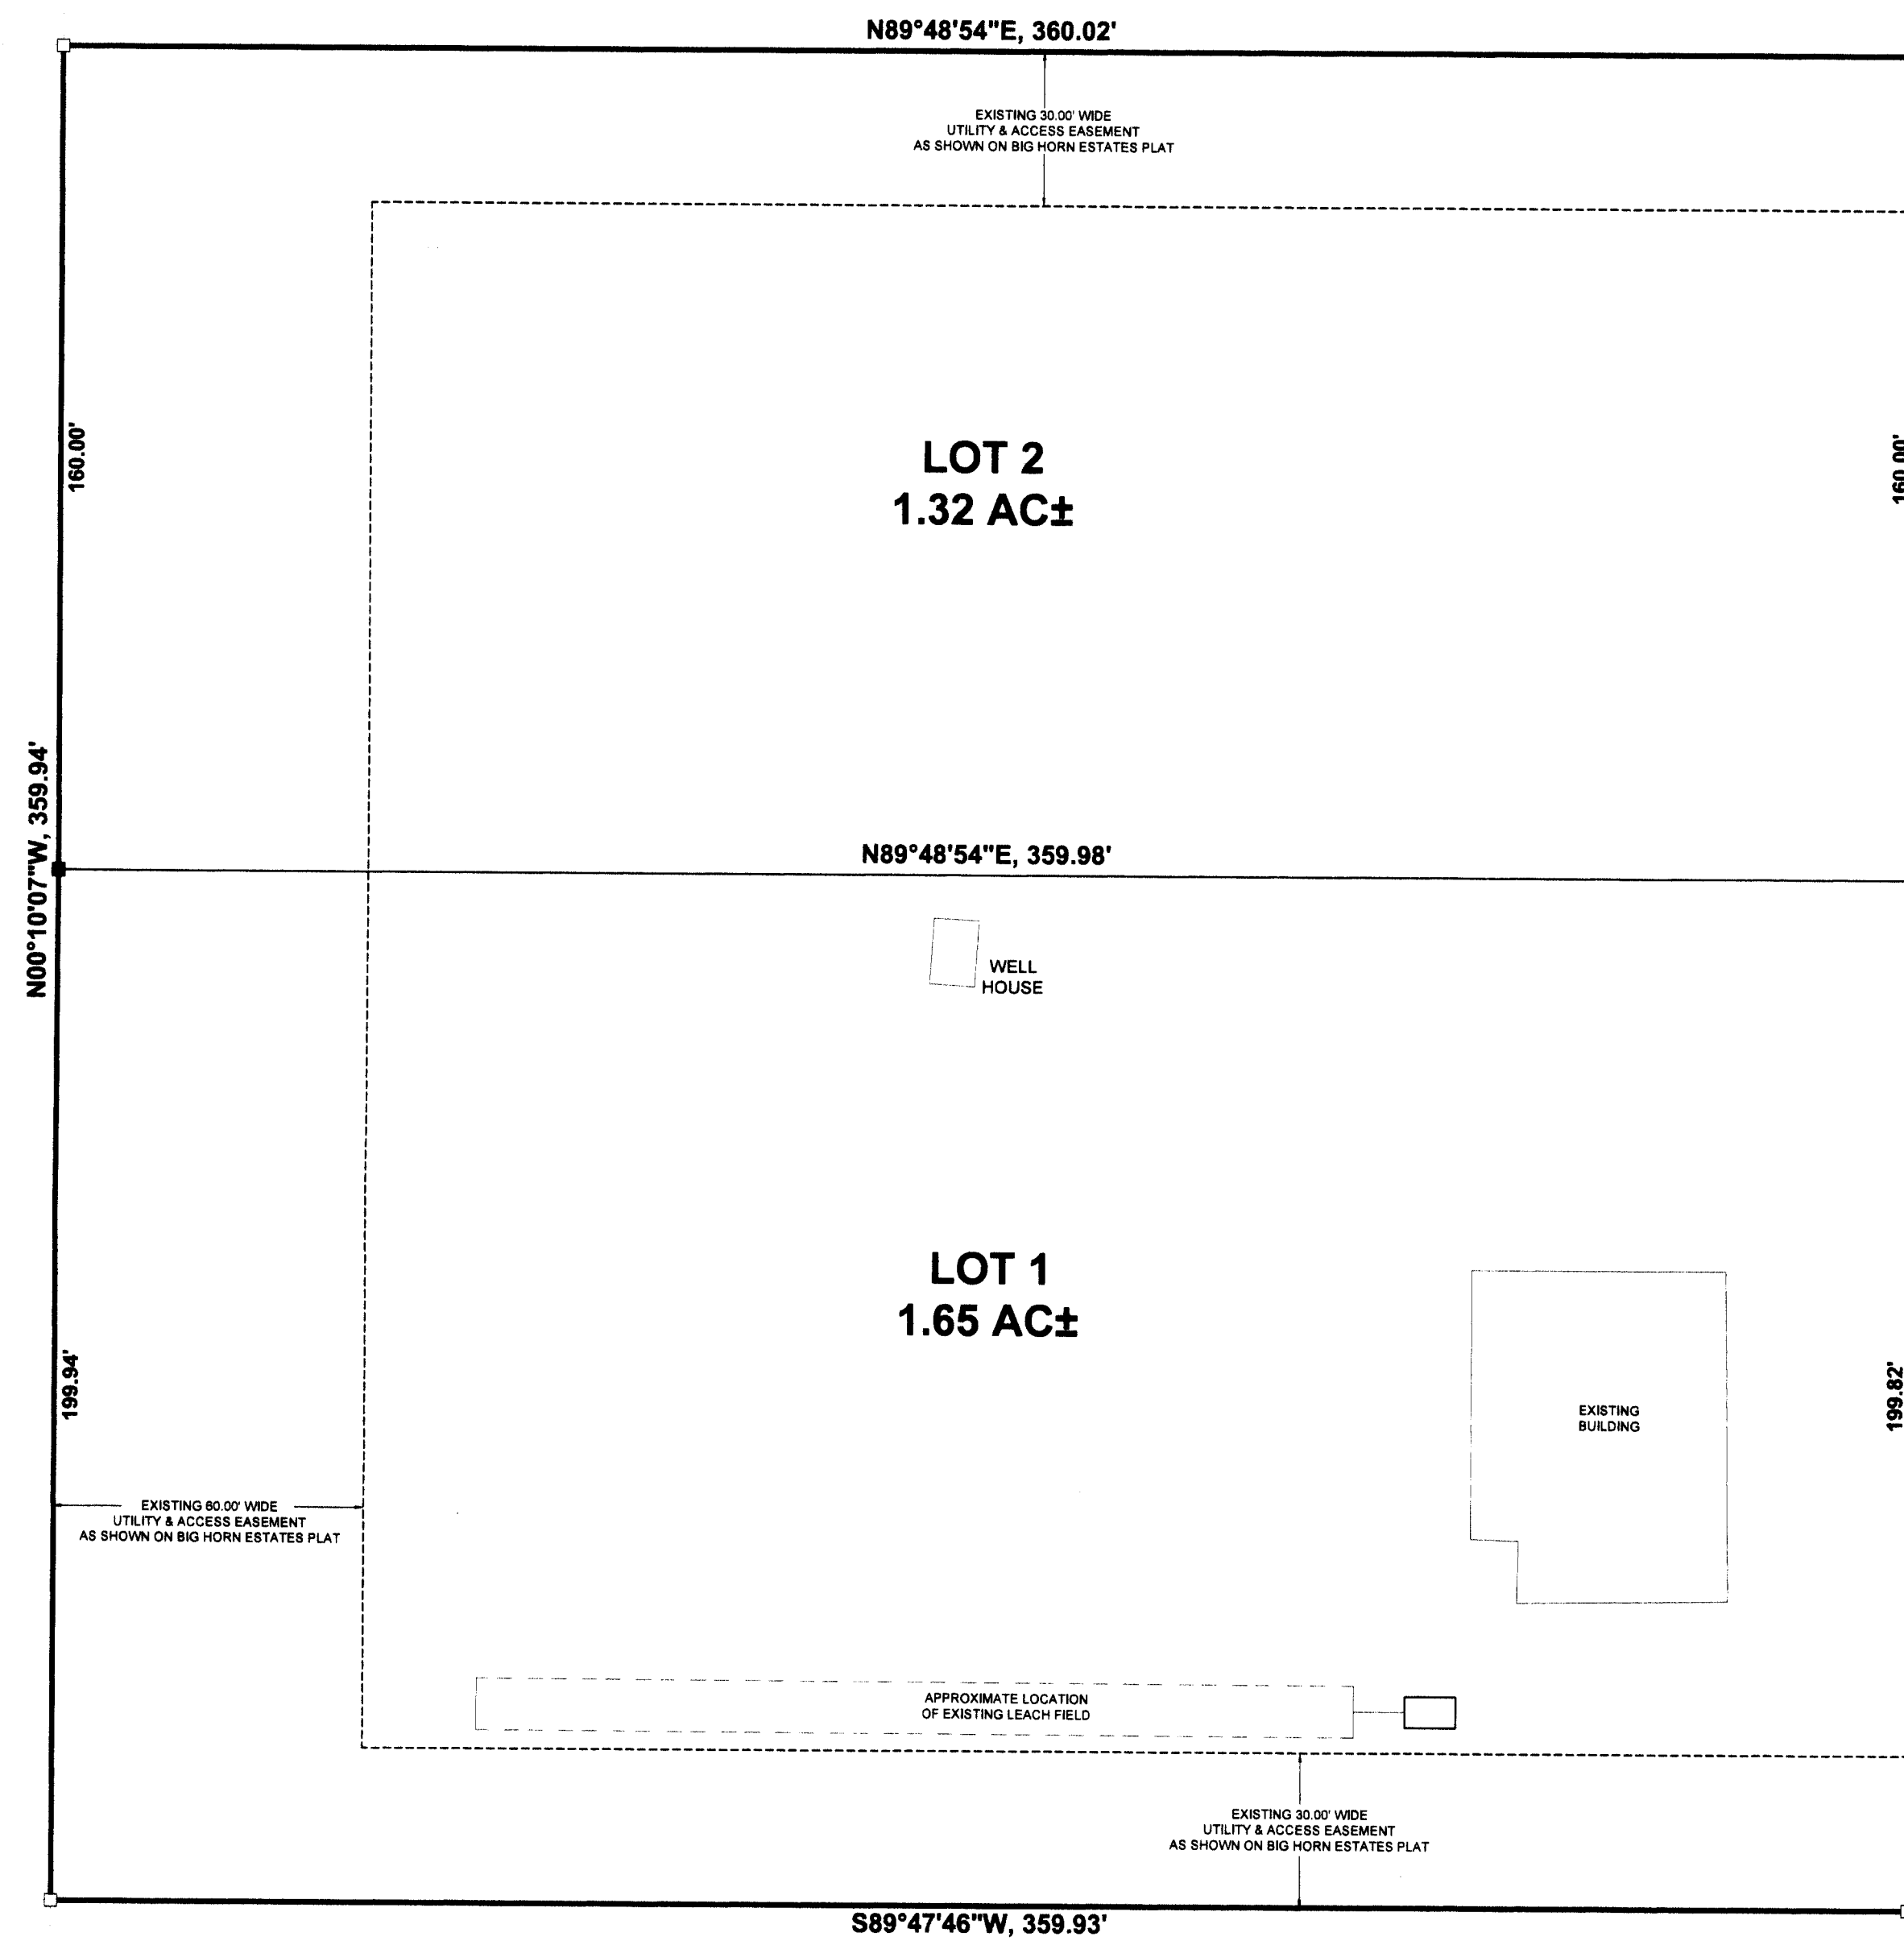 N89°48'54"E, 360.02'
EXISTING 30.00' WIDE
UTILITY & ACCESS EASEMENT
AS SHOWN ON BIG HORN ESTATES PLAT
160.00'
LOT 2
1.32 AC±
160.00'
N00°10'07"W, 359.94'
N89°48'54"E, 359.98'
WELL
HOUSE
LOT 1
1.65 AC±
199.94'
EXISTING
BUILDING
199.82'
EXISTING 60.00' WIDE
UTILITY & ACCESS EASEMENT
AS SHOWN ON BIG HORN ESTATES PLAT
APPROXIMATE LOCATION
OF EXISTING LEACH FIELD
EXISTING 30.00' WIDE
UTILITY & ACCESS EASEMENT
AS SHOWN ON BIG HORN ESTATES PLAT
S89°47'46"W, 359.93'